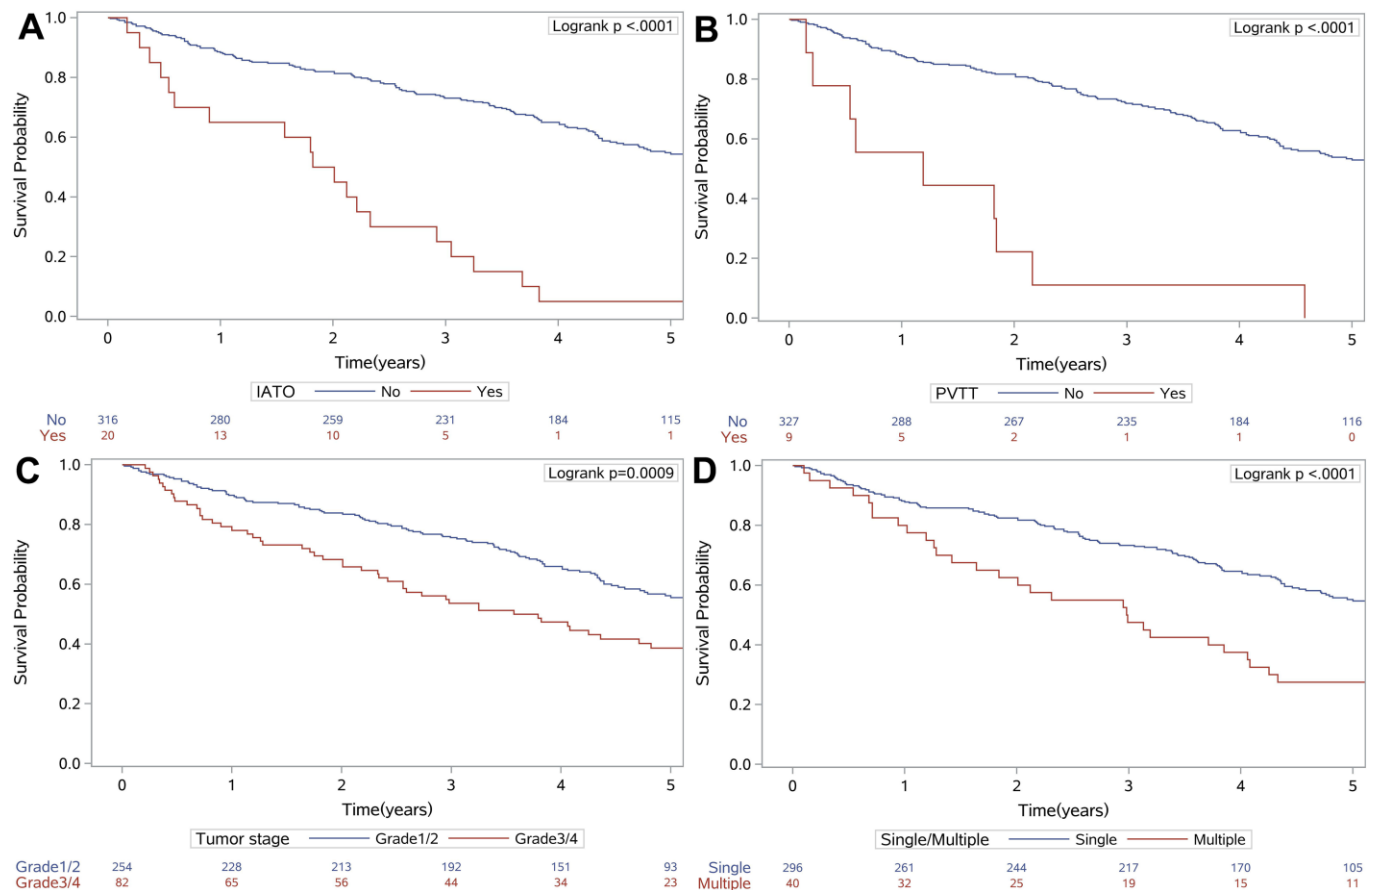 A
Logrank p <.0001
Survival Probability
1.0
0.8
0.6
0.4
0.2
0.0
0 1 2 3 4 5
Time(years)
IATO No Yes
No 316 280 259 231 184 115
Yes 20 13 10 5 1 1
B
Logrank p <.0001
Survival Probability
1.0
0.8
0.6
0.4
0.2
0.0
0 1 2 3 4 5
Time(years)
PVTT No Yes
No 327 288 267 235 184 116
Yes 9 5 2 1 1 0
C
Logrank p=0.0009
Survival Probability
1.0
0.8
0.6
0.4
0.2
0.0
0 1 2 3 4 5
Time(years)
Tumor stage Grade1/2 Grade3/4
Grade1/2 254 228 213 192 151 93
Grade3/4 82 65 56 44 34 23
D
Logrank p <.0001
Survival Probability
1.0
0.8
0.6
0.4
0.2
0.0
0 1 2 3 4 5
Time(years)
Single/Multiple Single Multiple
Single 296 261 244 217 170 105
Multiple 40 32 25 19 15 11